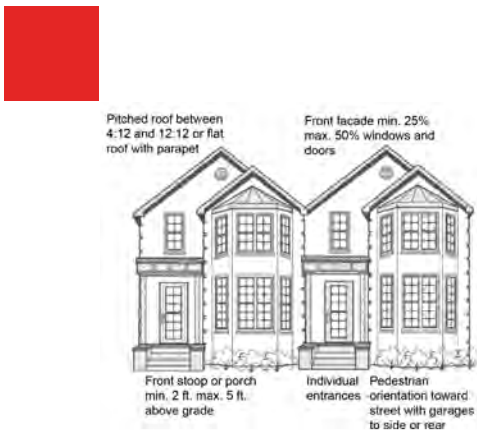 Pitched roof between
4:12 and 12:12 or flat
roof with parapet
Front facade min. 25%
max. 50% windows and
doors
Front stoop or porch
min. 2 ft. max. 5 ft.
above grade
Individual
entrances
Pedestrian
orientation toward
street with garages
to side or rear